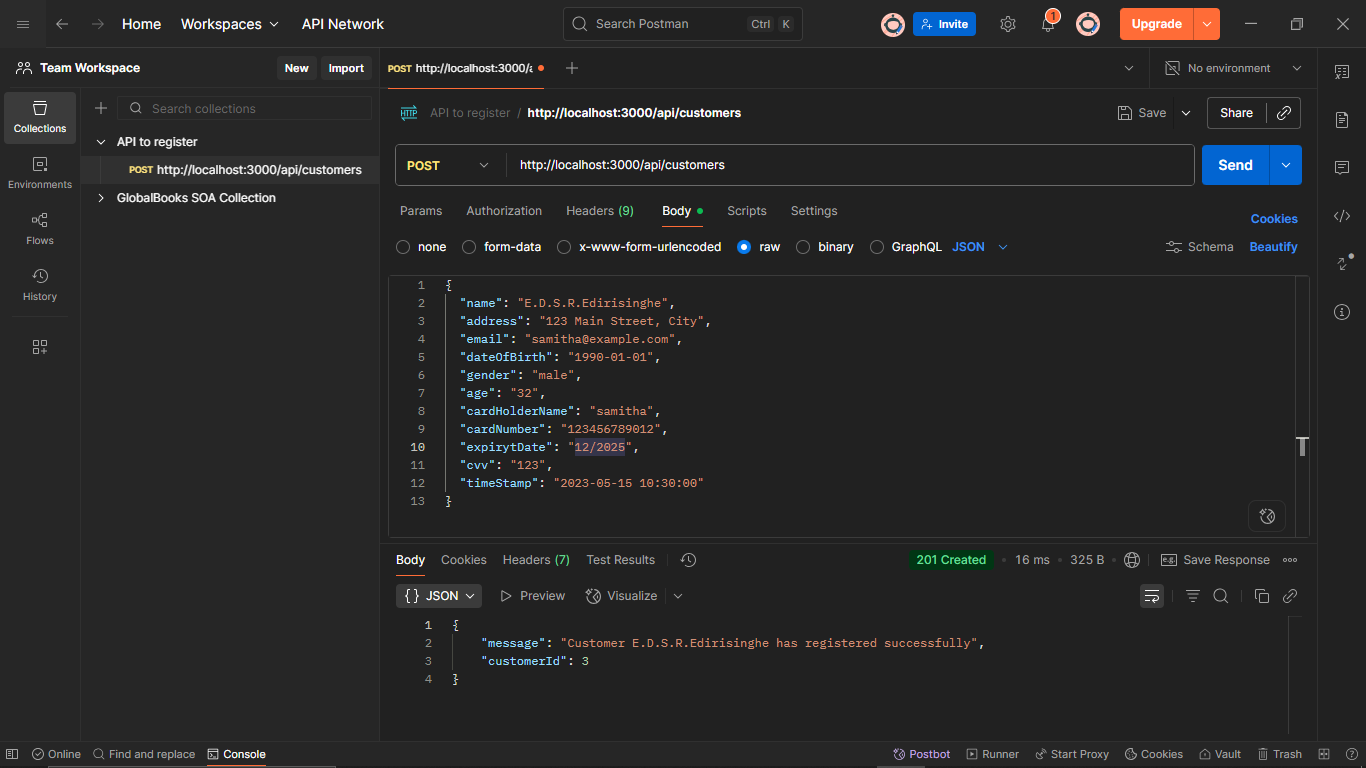 Home Workspaces API Network Search Postman Ctrl K Invite 1 Upgrade
Team Workspace New Import POST http://localhost:3000/a No environment
Search collections
Collections
Environments
Flows
History
API to register
POST http://localhost:3000/api/customers
GlobalBooks SOA Collection
HTTP API to register / http://localhost:3000/api/customers Save Share
POST http://localhost:3000/api/customers Send
Params Authorization Headers (9) Body Scripts Settings Cookies
none form-data x-www-form-urlencoded raw binary GraphQL JSON Schema Beautify
1 {
2 "name": "E.D.S.R.Edirisinghe",
3 "address": "123 Main Street, City",
4 "email": "samitha@example.com",
5 "dateOfBirth": "1990-01-01",
6 "gender": "male",
7 "age": "32",
8 "cardHolderName": "samitha",
9 "cardNumber": "123456789012",
10 "expirytDate": "12/2025",
11 "cvv": "123",
12 "timeStamp": "2023-05-15 10:30:00"
13 }
Body Cookies Headers (7) Test Results 201 Created 16 ms 325 B e.g. Save Response
{} JSON Preview Visualize
1 {
2 "message": "Customer E.D.S.R.Edirisinghe has registered successfully",
3 "customerId": 3
4 }
Online Find and replace Console Postbot Runner Start Proxy Cookies Vault Trash